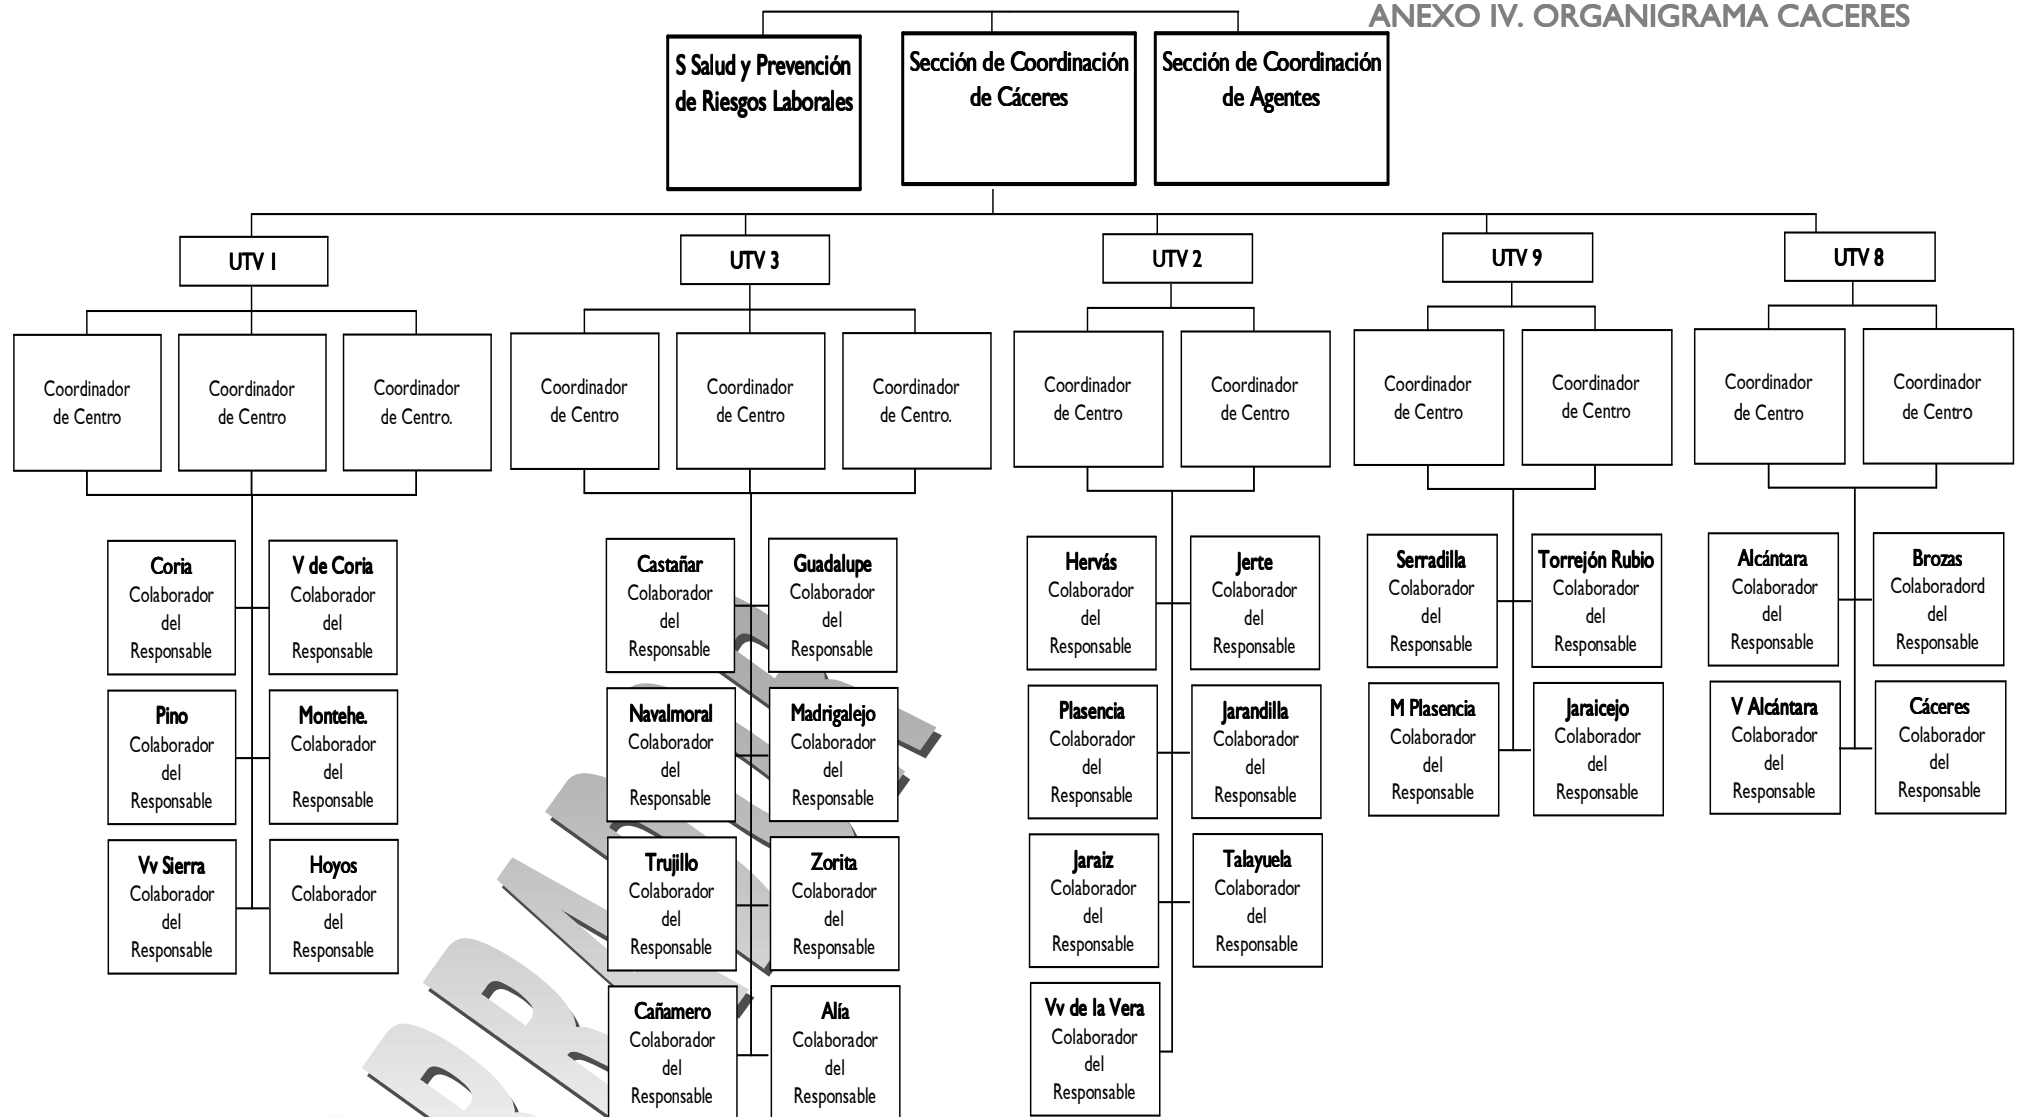 ANEXO IV. ORGANIGRAMA CACERES
S Salud y Prevención
de Riesgos Laborales
Sección de Coordinación
de Cáceres
Sección de Coordinación
de Agentes
UTV 1
UTV 3
UTV 2
UTV 9
UTV 8
Coordinador
de Centro
Coordinador
de Centro
Coordinador
de Centro.
Coordinador
de Centro
Coordinador
de Centro
Coordinador
de Centro.
Coordinador
de Centro
Coordinador
de Centro
Coordinador
de Centro
Coordinador
de Centro
Coordinador
de Centro
Coordinador
de Centro
Coria
Colaborador
del
Responsable
V de Coria
Colaborador
del
Responsable
Pino
Colaborador
del
Responsable
Montehe.
Colaborador
del
Responsable
Vv Sierra
Colaborador
del
Responsable
Hoyos
Colaborador
del
Responsable
Castañar
Colaborador
del
Responsable
Guadalupe
Colaborador
del
Responsable
Navalmoral
Colaborador
del
Responsable
Madrigalejo
Colaborador
del
Responsable
Trujillo
Colaborador
del
Responsable
Zorita
Colaborador
del
Responsable
Cañamero
Colaborador
del
Responsable
Alía
Colaborador
del
Responsable
Hervás
Colaborador
del
Responsable
Jerte
Colaborador
del
Responsable
Plasencia
Colaborador
del
Responsable
Jarandilla
Colaborador
del
Responsable
Jaraiz
Colaborador
del
Responsable
Talayuela
Colaborador
del
Responsable
Vv de la Vera
Colaborador
del
Responsable
Serradilla
Colaborador
del
Responsable
Torrejón Rubio
Colaborador
del
Responsable
M Plasencia
Colaborador
del
Responsable
Jaraicejo
Colaborador
del
Responsable
Alcántara
Colaborador
del
Responsable
Brozas
Colaboradord
del
Responsable
V Alcántara
Colaborador
del
Responsable
Cáceres
Colaborador
del
Responsable